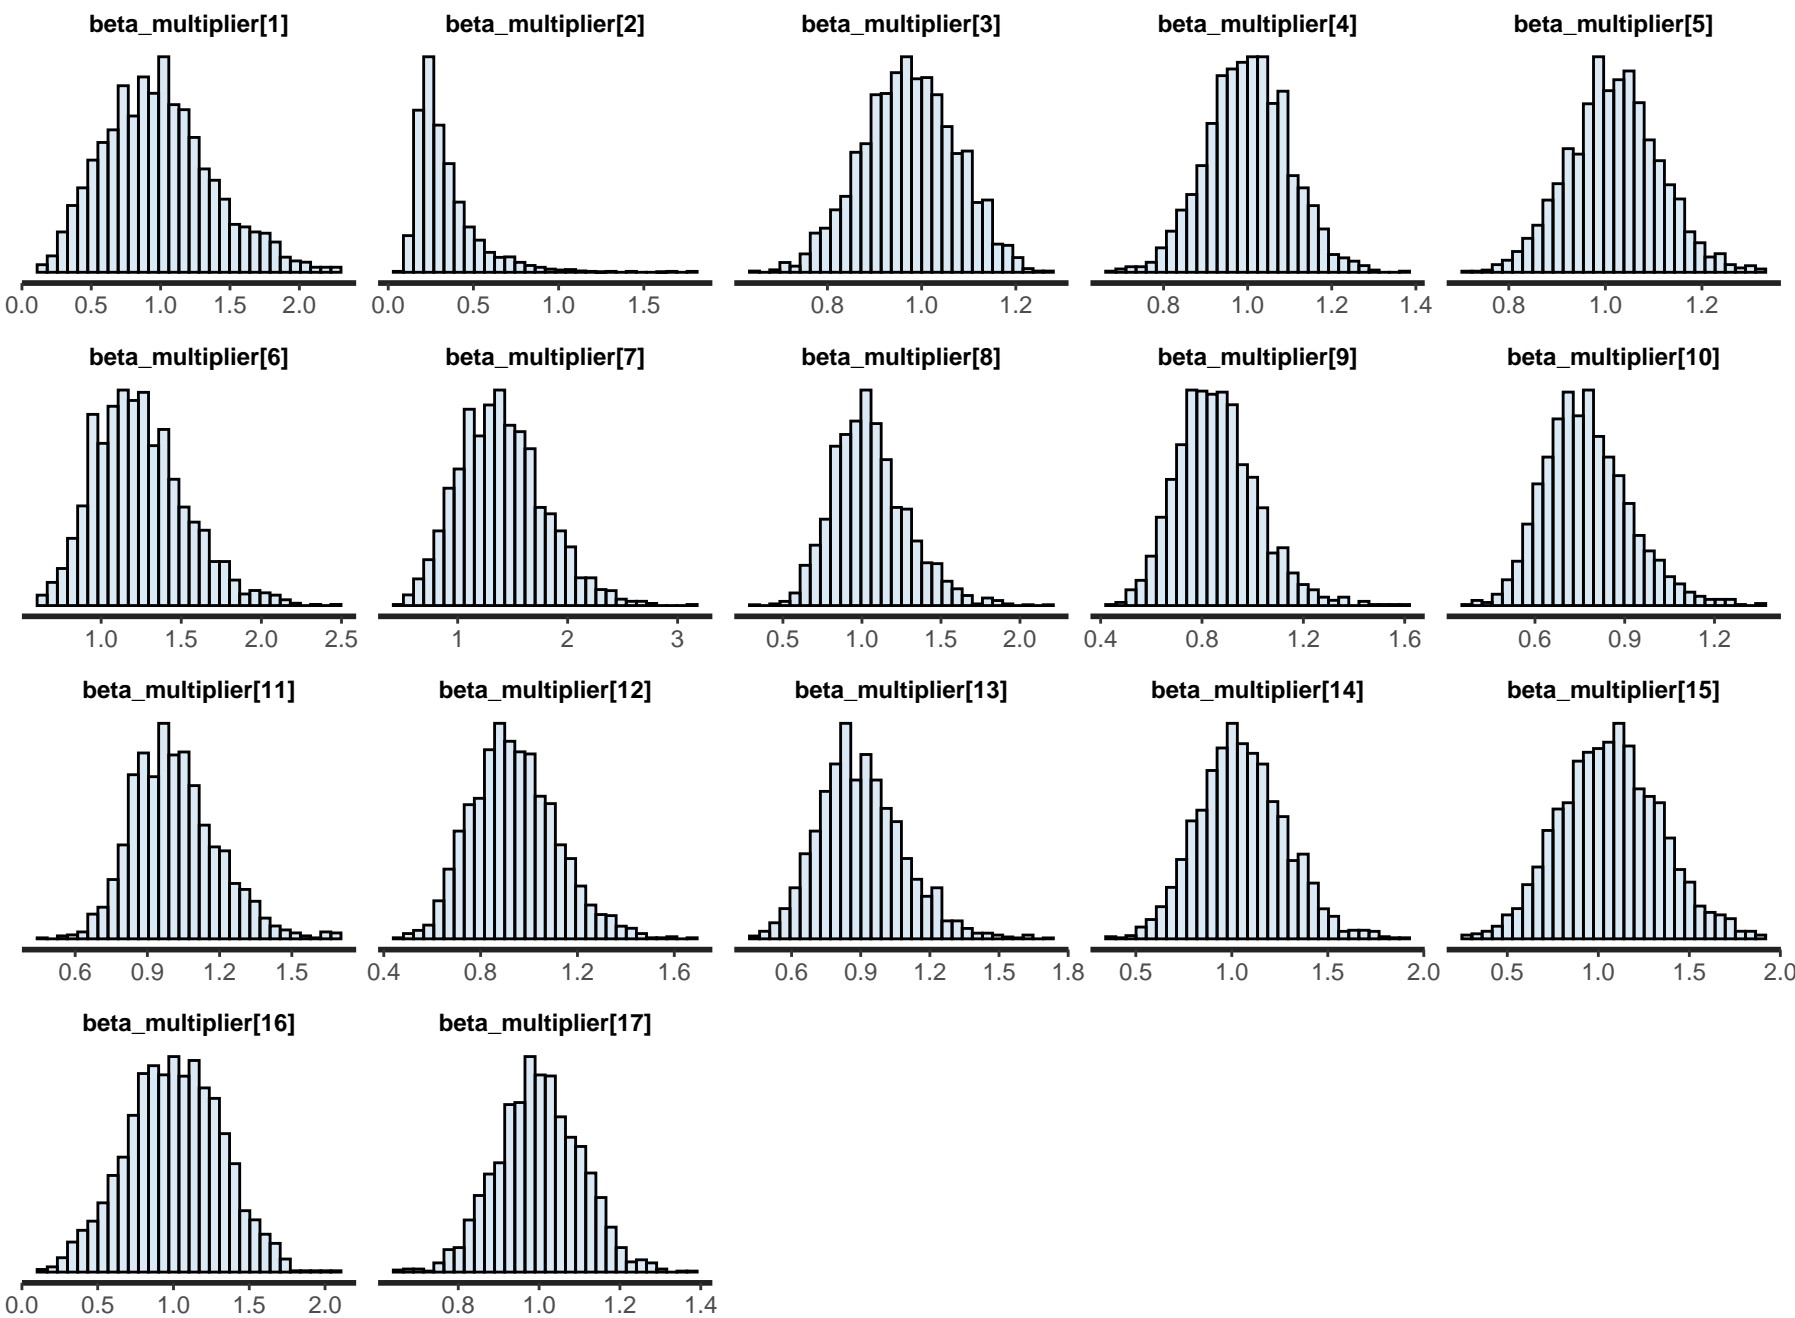 beta_multiplier[1] beta_multiplier[2] beta_multiplier[3] beta_multiplier[4] beta_multiplier[5]
0.0 0.5 1.0 1.5 2.0 0.0 0.5 1.0 1.5 0.8 1.0 1.2 0.8 1.0 1.2 1.4 0.8 1.0 1.2
beta_multiplier[6] beta_multiplier[7] beta_multiplier[8] beta_multiplier[9] beta_multiplier[10]
1.0 1.5 2.0 2.5 1 2 3 0.5 1.0 1.5 2.0 0.4 0.8 1.2 1.6 0.6 0.9 1.2
beta_multiplier[11] beta_multiplier[12] beta_multiplier[13] beta_multiplier[14] beta_multiplier[15]
0.6 0.9 1.2 1.5 0.4 0.8 1.2 1.6 0.6 0.9 1.2 1.5 1.8 0.5 1.0 1.5 2.0 0.5 1.0 1.5 2.0
beta_multiplier[16] beta_multiplier[17]
0.0 0.5 1.0 1.5 2.0 0.8 1.0 1.2 1.4